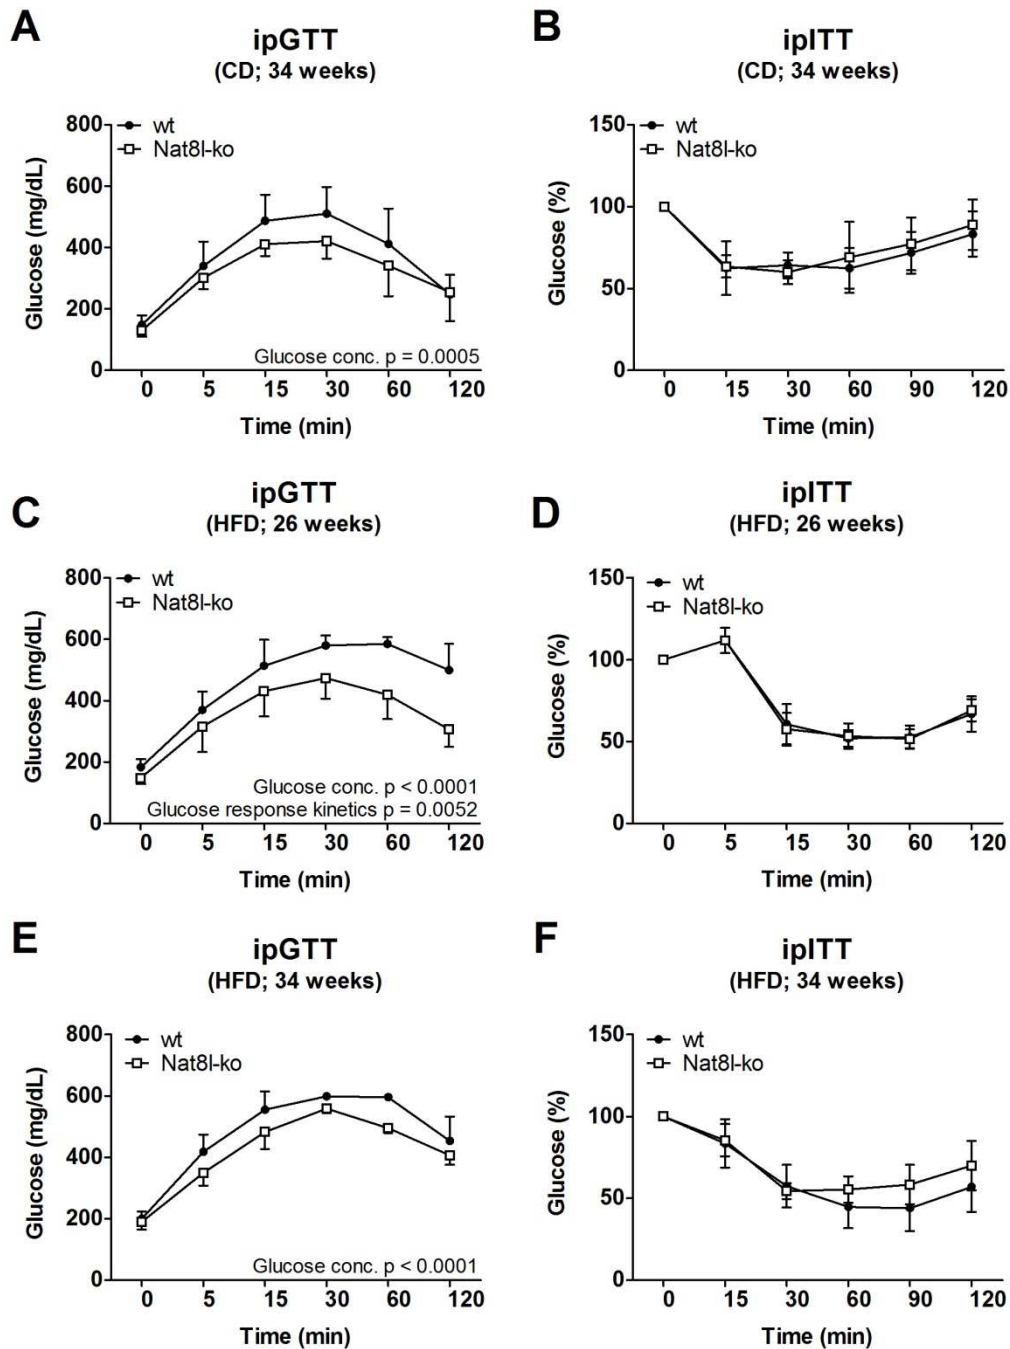 A
ipGTT
(CD; 34 weeks)
wt
Nat8l-ko
Glucose (mg/dL)
800
600
400
200
0
Glucose conc. p = 0.0005
0 5 15 30 60 120
Time (min)
B
ipITT
(CD; 34 weeks)
wt
Nat8l-ko
Glucose (%)
150
100
50
0
0 15 30 60 90 120
Time (min)
C
ipGTT
(HFD; 26 weeks)
wt
Nat8l-ko
Glucose (mg/dL)
800
600
400
200
0
Glucose conc. p < 0.0001
Glucose response kinetics p = 0.0052
0 5 15 30 60 120
Time (min)
D
ipITT
(HFD; 26 weeks)
wt
Nat8l-ko
Glucose (%)
150
100
50
0
0 5 15 30 60 120
Time (min)
E
ipGTT
(HFD; 34 weeks)
wt
Nat8l-ko
Glucose (mg/dL)
800
600
400
200
0
Glucose conc. p < 0.0001
0 5 15 30 60 120
Time (min)
F
ipITT
(HFD; 34 weeks)
wt
Nat8l-ko
Glucose (%)
150
100
50
0
0 15 30 60 90 120
Time (min)